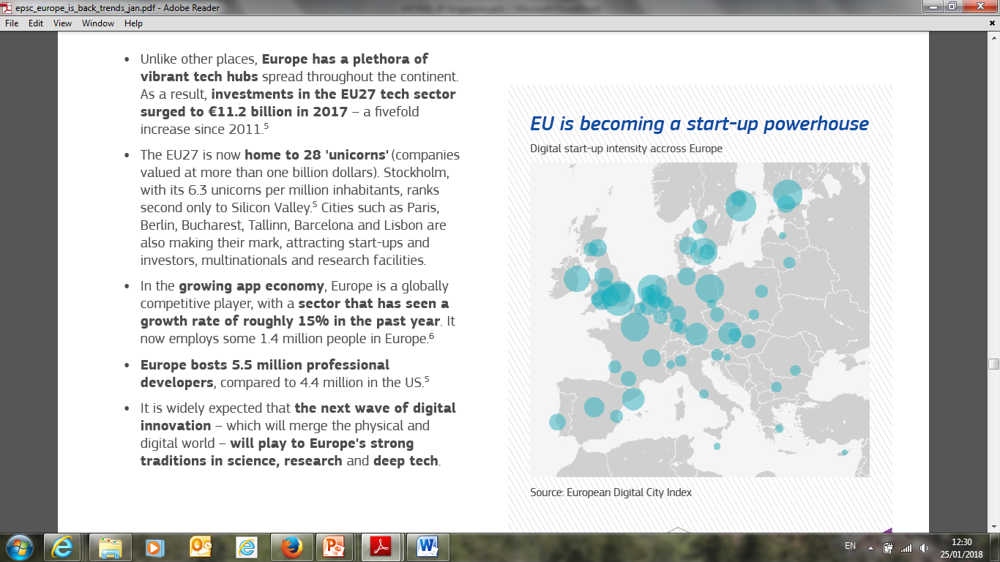 epsc_europe_is_back_trends_jan.pdf - Adobe Reader
File Edit View Window Help
• Unlike other places, Europe has a plethora of
vibrant tech hubs spread throughout the continent.
As a result, investments in the EU27 tech sector
surged to €11.2 billion in 2017 – a fivefold
increase since 2011.5
• The EU27 is now home to 28 'unicorns' (companies
valued at more than one billion dollars). Stockholm,
with its 6.3 unicorns per million inhabitants, ranks
second only to Silicon Valley.5 Cities such as Paris,
Berlin, Bucharest, Tallinn, Barcelona and Lisbon are
also making their mark, attracting start-ups and
investors, multinationals and research facilities.
• In the growing app economy, Europe is a globally
competitive player, with a sector that has seen a
growth rate of roughly 15% in the past year. It
now employs some 1.4 million people in Europe.6
• Europe bosts 5.5 million professional
developers, compared to 4.4 million in the US.5
• It is widely expected that the next wave of digital
innovation – which will merge the physical and
digital world – will play to Europe's strong
traditions in science, research and deep tech.
EU is becoming a start-up powerhouse
Digital start-up intensity accross Europe
Source: European Digital City Index
EN
12:30
25/01/2018